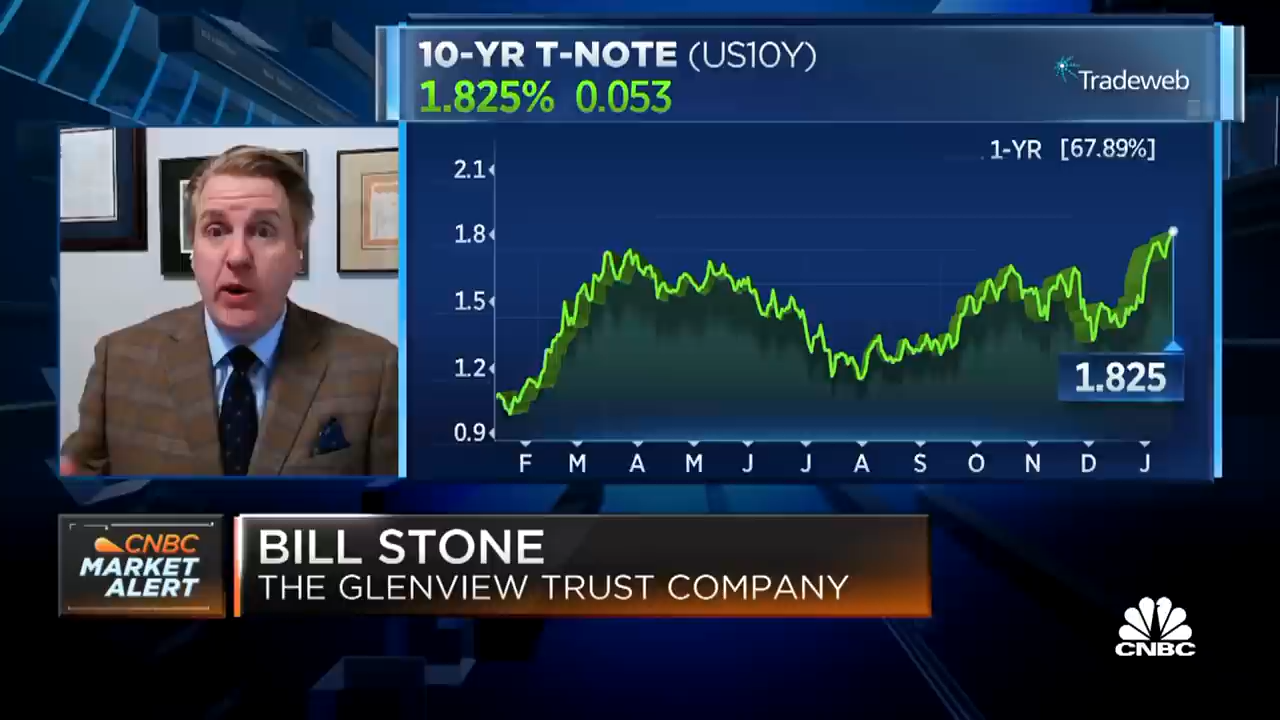 10-YR T-NOTE (US10Y)
1.825% 0.053
Tradeweb
1-YR [67.89%]
2.1
1.8
1.5
1.2
0.9
1.825
F M A M J J A S O N D J
CNBC
MARKET
ALERT
BILL STONE
THE GLENVIEW TRUST COMPANY
CNBC